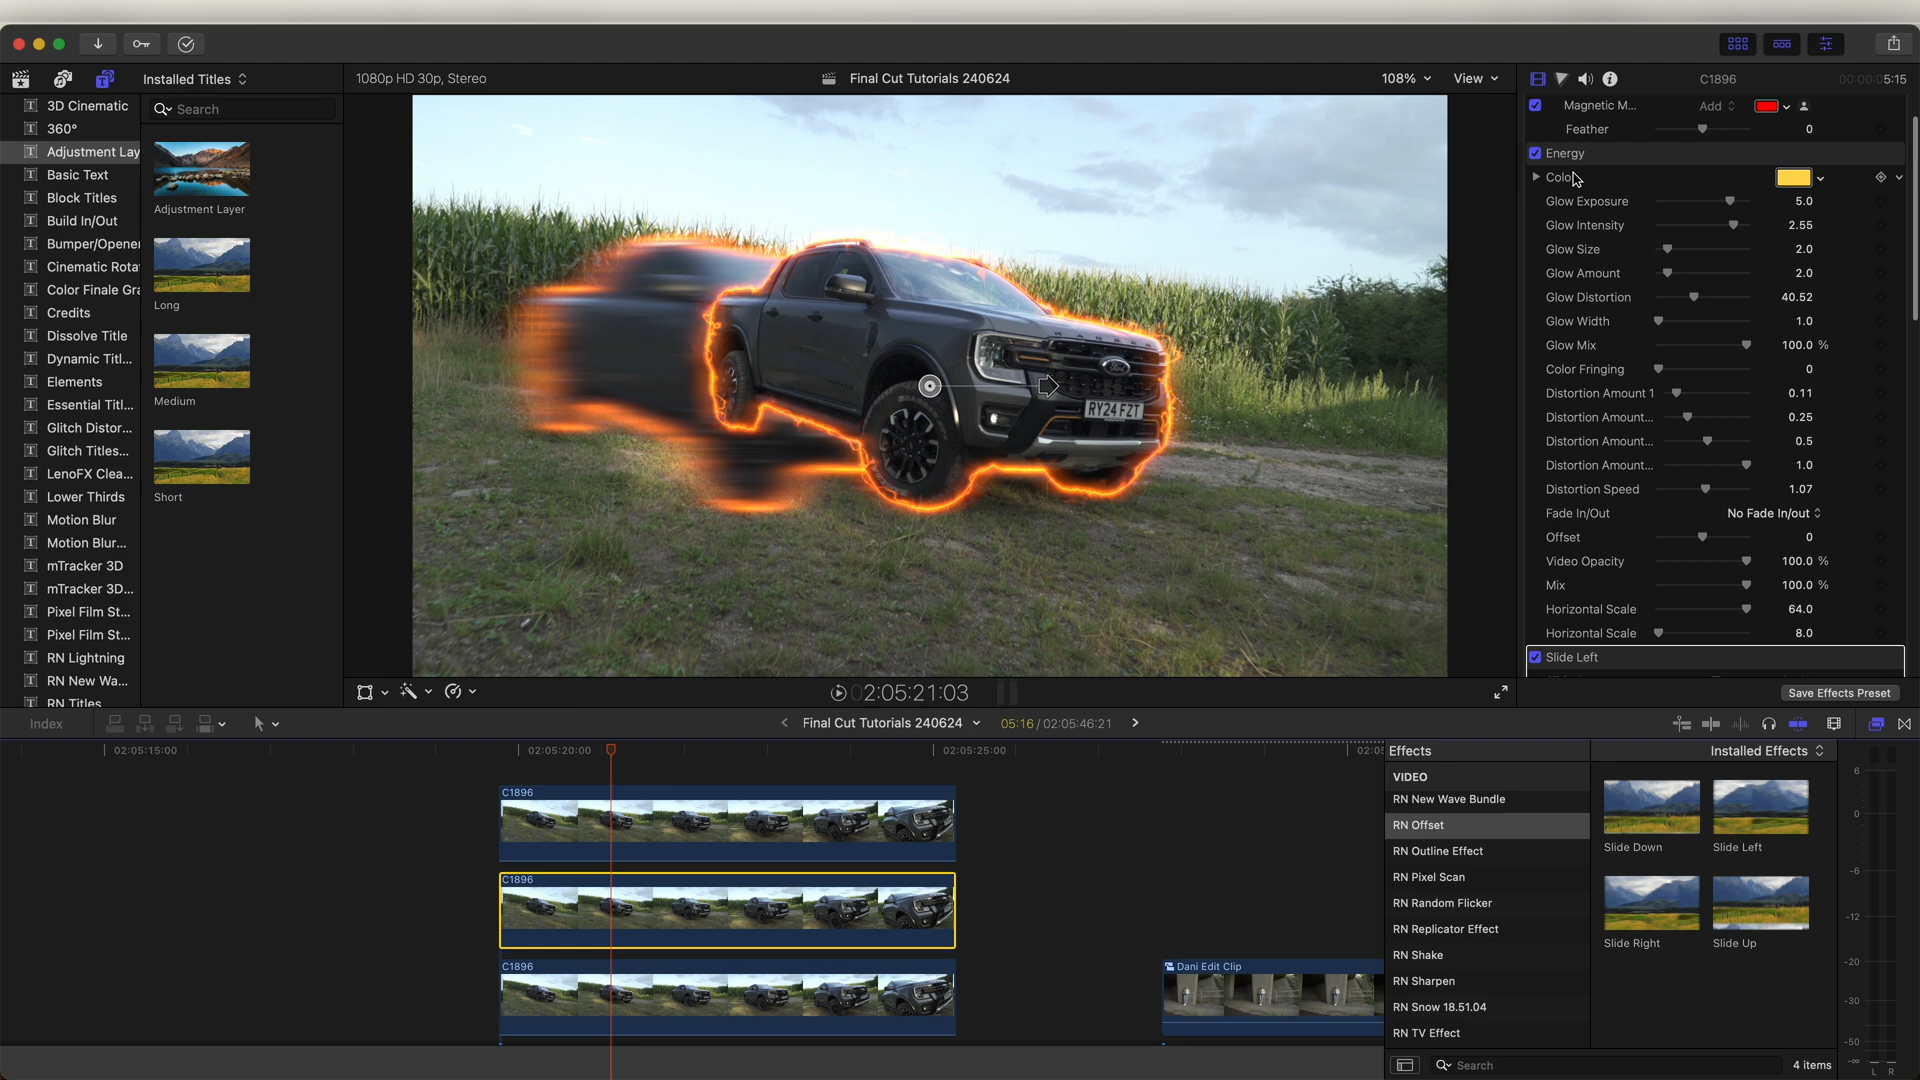 Installed Titles
1080p HD 30p, Stereo
Final Cut Tutorials 240624
108%
View
C1896
00:00:05:15
3D Cinematic
360°
Adjustment Lay
Basic Text
Block Titles
Build In/Out
Bumper/Opener
Cinematic Rota
Color Finale Gra
Credits
Dissolve Title
Dynamic Titl...
Elements
Essential Titl...
Glitch Distor...
Glitch Titles...
LenoFX Clea...
Lower Thirds
Motion Blur
Motion Blur...
mTracker 3D
mTracker 3D...
Pixel Film St...
Pixel Film St...
RN Lightning
RN New Wa...
RN Titles
Search
Adjustment Layer
Long
Medium
Short
RANGER
Ford
RY24 FZT
Magnetic M...
Add
Feather 0
Energy
Colo
Glow Exposure 5.0
Glow Intensity 2.55
Glow Size 2.0
Glow Amount 2.0
Glow Distortion 40.52
Glow Width 1.0
Glow Mix 100.0 %
Color Fringing 0
Distortion Amount 1 0.11
Distortion Amount... 0.25
Distortion Amount... 0.5
Distortion Amount... 1.0
Distortion Speed 1.07
Fade In/Out No Fade In/out
Offset 0
Video Opacity 100.0 %
Mix 100.0 %
Horizontal Scale 64.0
Horizontal Scale 8.0
Slide Left
Save Effects Preset
02:05:21:03
Index
Final Cut Tutorials 240624
05:16 / 02:05:46:21
02:05:15:00
02:05:20:00
02:05:25:00
02:05
C1896
C1896
C1896
Dani Edit Clip
Effects
Installed Effects
VIDEO
RN New Wave Bundle
RN Offset
RN Outline Effect
RN Pixel Scan
RN Random Flicker
RN Replicator Effect
RN Shake
RN Sharpen
RN Snow 18.51.04
RN TV Effect
Slide Down
Slide Left
Slide Right
Slide Up
Search
4 items
6
0
-6
-12
-20
-30
-50
-∞
L R